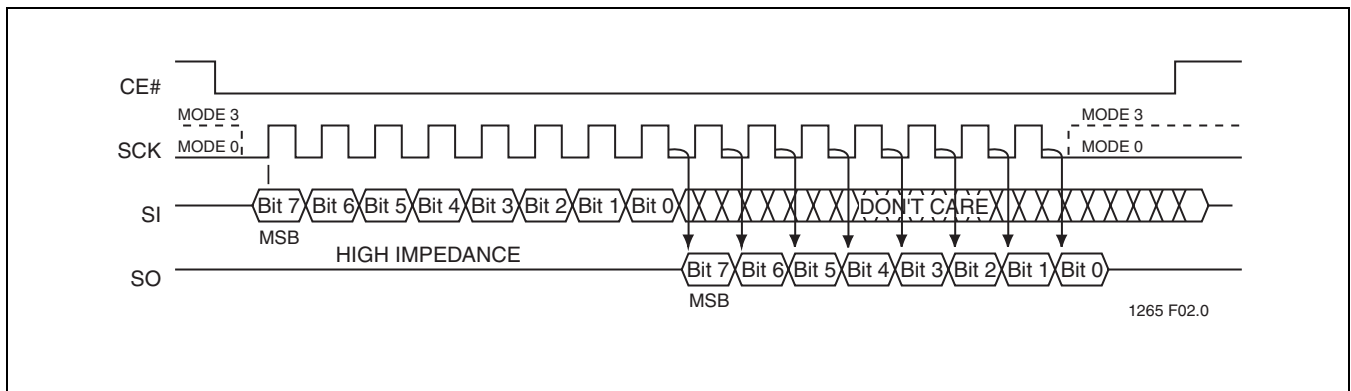 CE#
MODE 3
MODE 3
SCK
MODE 0
MODE 0
SI
Bit 7 Bit 6 Bit 5 Bit 4 Bit 3 Bit 2 Bit 1 Bit 0
DON'T CARE
MSB
HIGH IMPEDANCE
SO
Bit 7 Bit 6 Bit 5 Bit 4 Bit 3 Bit 2 Bit 1 Bit 0
MSB
1265 F02.0